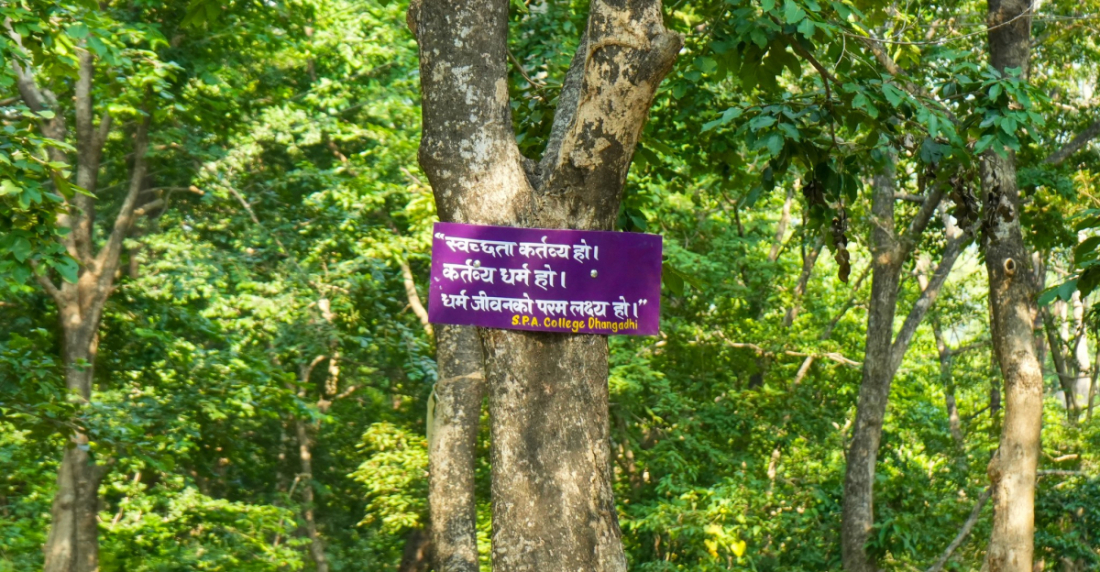 “स्वच्छता कर्तव्य हो।
कर्तव्य धर्म हो।
धर्म जीवनको परम लक्ष्य हो।”
S.P.A. College Dhangadhi